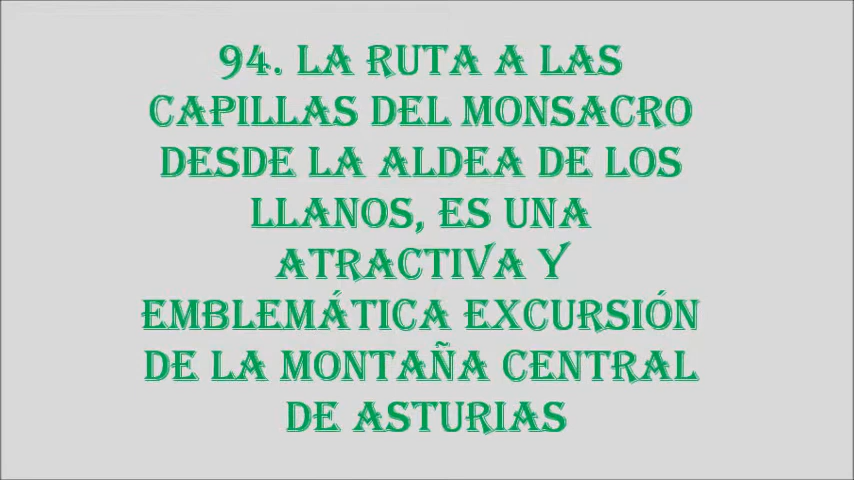 94. LA RUTA A LAS
CAPILLAS DEL MONSACRO
DESDE LA ALDEA DE LOS
LLANOS, ES UNA
ATRACTIVA Y
EMBLEMÁTICA EXCURSIÓN
DE LA MONTAÑA CENTRAL
DE ASTURIAS